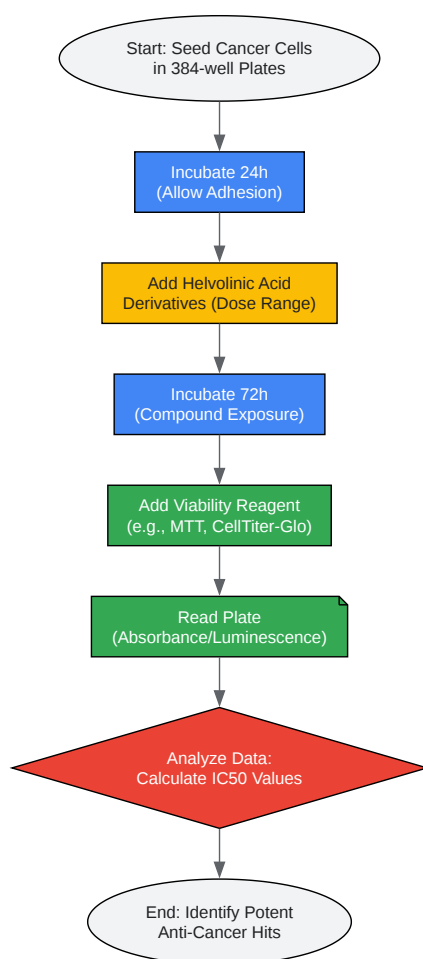 Start: Seed Cancer Cells
in 384-well Plates
Incubate 24h
(Allow Adhesion)
Add Helvolinic Acid
Derivatives (Dose Range)
Incubate 72h
(Compound Exposure)
Add Viability Reagent
(e.g., MTT, CellTiter-Glo)
Read Plate
(Absorbance/Luminescence)
Analyze Data:
Calculate IC50 Values
End: Identify Potent
Anti-Cancer Hits